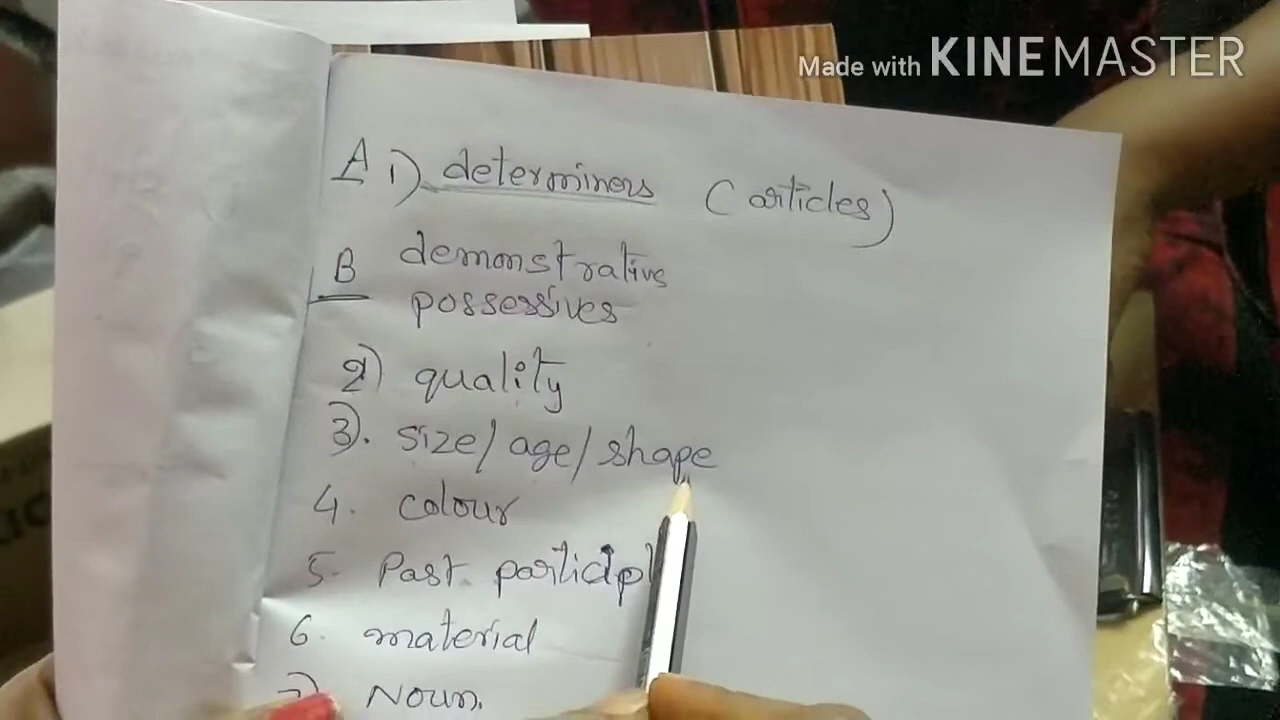 Made with KINEMASTER
A 1) determiners (articles)
B demonstrative
possessives
2) quality
3). size/age/shape
4. colour
5. Past participl
6. material
7) Noun.